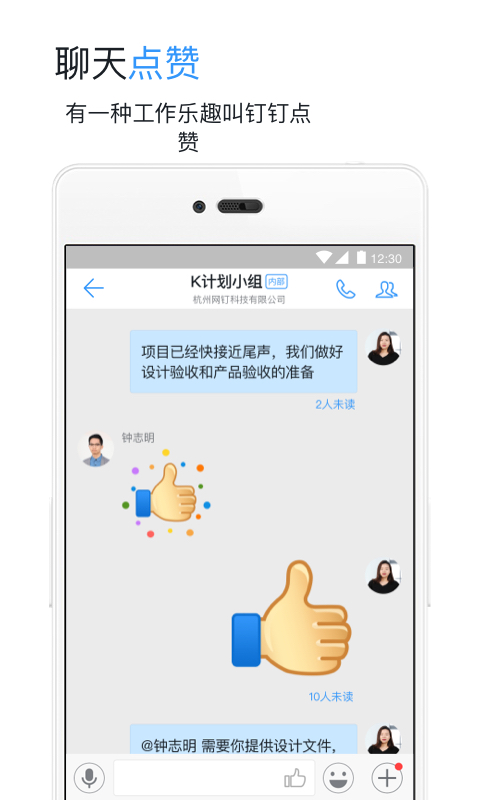 聊天点赞
有一种工作乐趣叫钉钉点
赞
12:30
K计划小组 内部
杭州网钉科技有限公司
项目已经快接近尾声，我们做好
设计验收和产品验收的准备
2人未读
钟志明
10人未读
@钟志明 需要你提供设计文件，